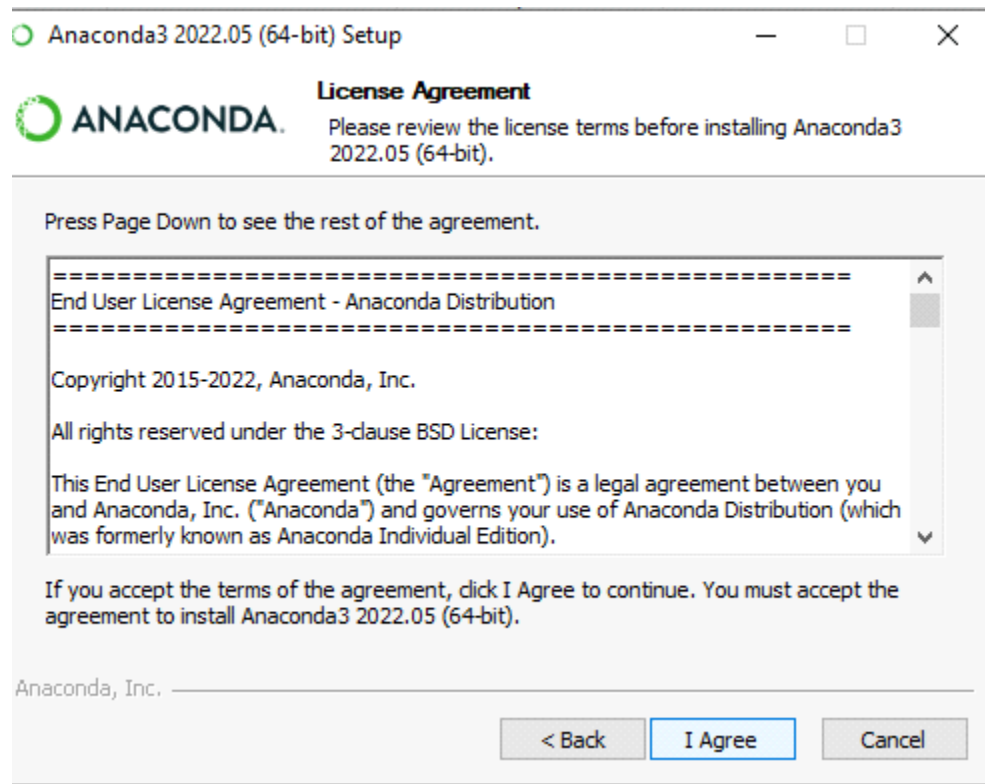 Anaconda3 2022.05 (64-bit) Setup
ANACONDA.
License Agreement
Please review the license terms before installing Anaconda3
2022.05 (64-bit).
Press Page Down to see the rest of the agreement.
==================================================
End User License Agreement - Anaconda Distribution
==================================================
Copyright 2015-2022, Anaconda, Inc.
All rights reserved under the 3-clause BSD License:
This End User License Agreement (the "Agreement") is a legal agreement between you
and Anaconda, Inc. ("Anaconda") and governs your use of Anaconda Distribution (which
was formerly known as Anaconda Individual Edition).
If you accept the terms of the agreement, click I Agree to continue. You must accept the
agreement to install Anaconda3 2022.05 (64-bit).
Anaconda, Inc.
< Back
I Agree
Cancel